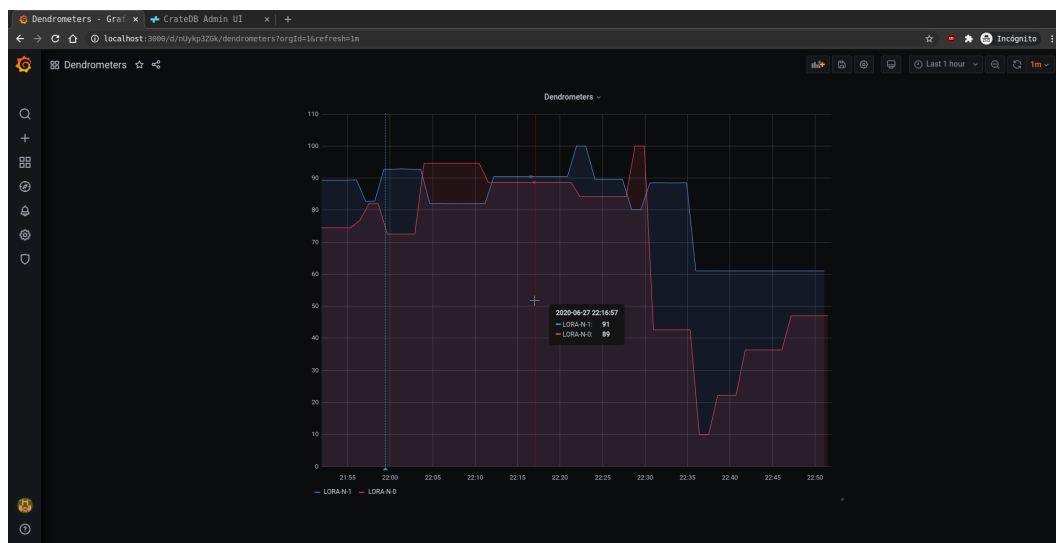 Dendrometers - Graf
CrateDB Admin UI
localhost:3000/d/nUykp3ZGk/dendrometers?orgId=1&refresh=1m
Incógnito
Dendrometers
Last 1 hour
1m
Dendrometers
110
100
90
80
70
60
50
40
30
20
10
0
2020-06-27 22:16:57
LORA-N-1: 91
LORA-N-0: 89
21:55 22:00 22:05 22:10 22:15 22:20 22:25 22:30 22:35 22:40 22:45 22:50
LORA-N-1 LORA-N-0